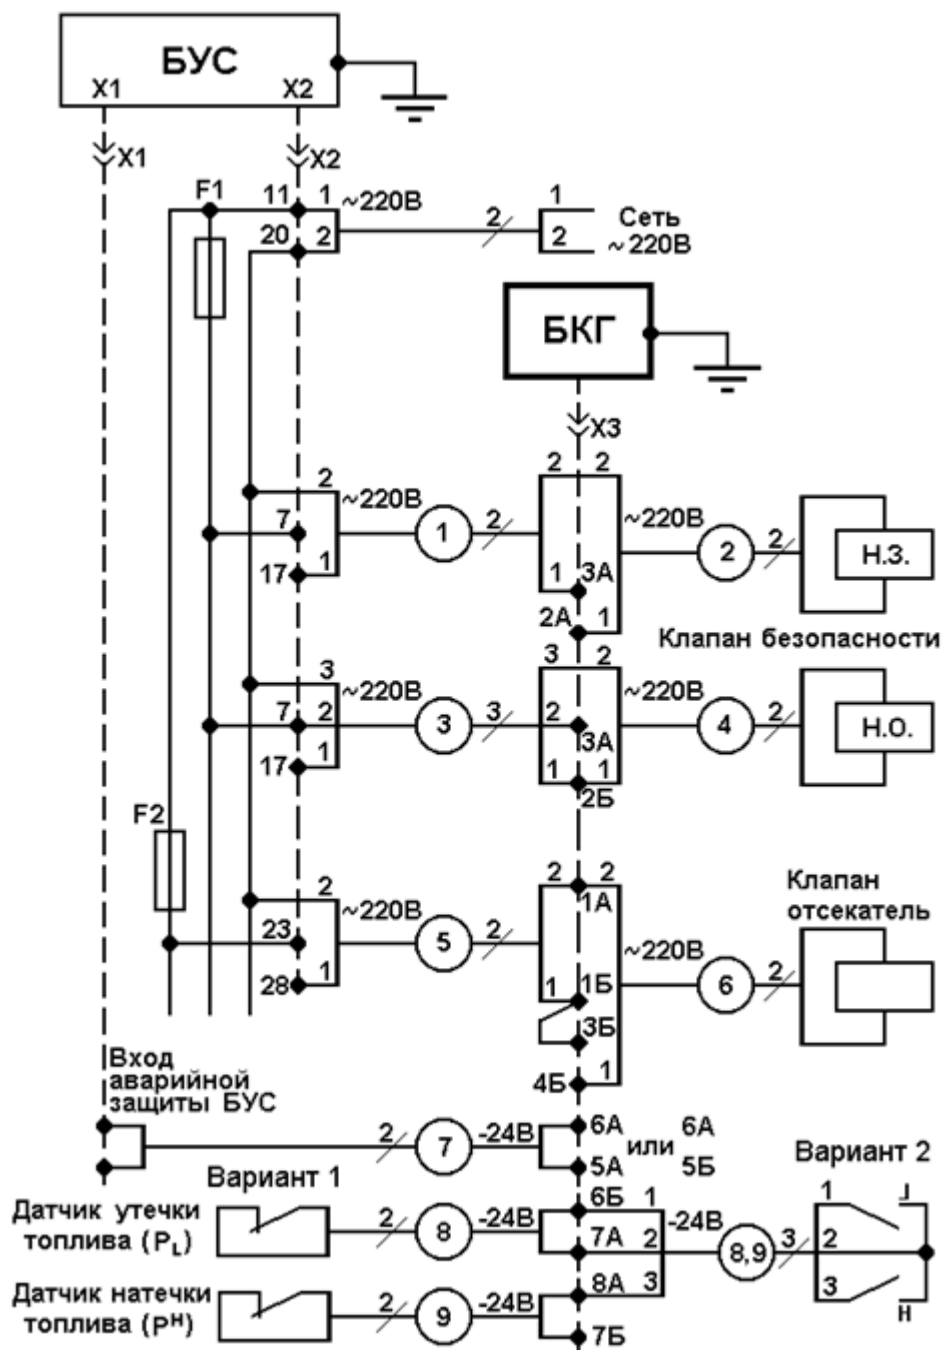 БУС
X1 X2
X1 X2
F1 11 1 ~220В 1
20 2 2 2 Сеть
~220В
БКГ
X3
2 2 2
7 ~220В 1 2 ~220В 2 2 Н.З.
17 1 1 3А
2А 1
Клапан безопасности
3 3 2
7 2 ~220В 3 3 2 3А ~220В 4 2 Н.О.
17 1 1 1
2Б
F2
2 2 2 Клапан
отсекатель
23 ~220В 5 2 1А ~220В
28 1 1 1Б 6 2
3Б
4Б 1
Вход
аварийной
защиты БУС
2 7 -24В 6А или 6А
5А 5Б
Вариант 1 Вариант 2
Датчик утечки
топлива (PL) 2 8 -24В 6Б 1 -24В 1 L
7А 2 8,9 3 2
Датчик натечки
топлива (PH) 2 9 -24В 8А 3 3 H
7Б